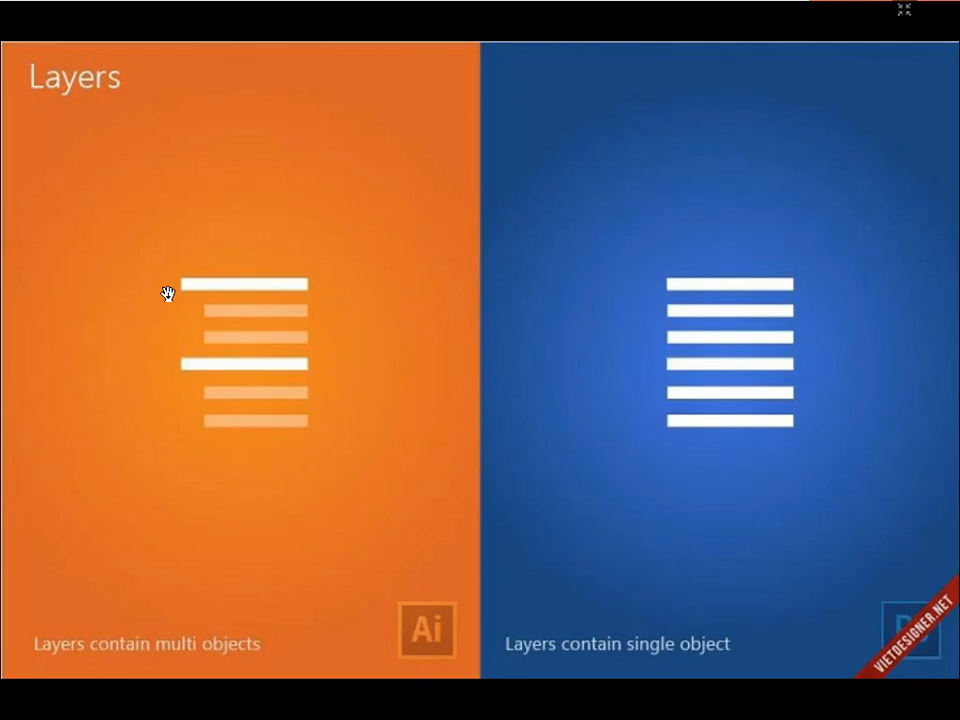 Layers
Layers contain multi objects
Ai
Layers contain single object
VIETDESIGNER.NET